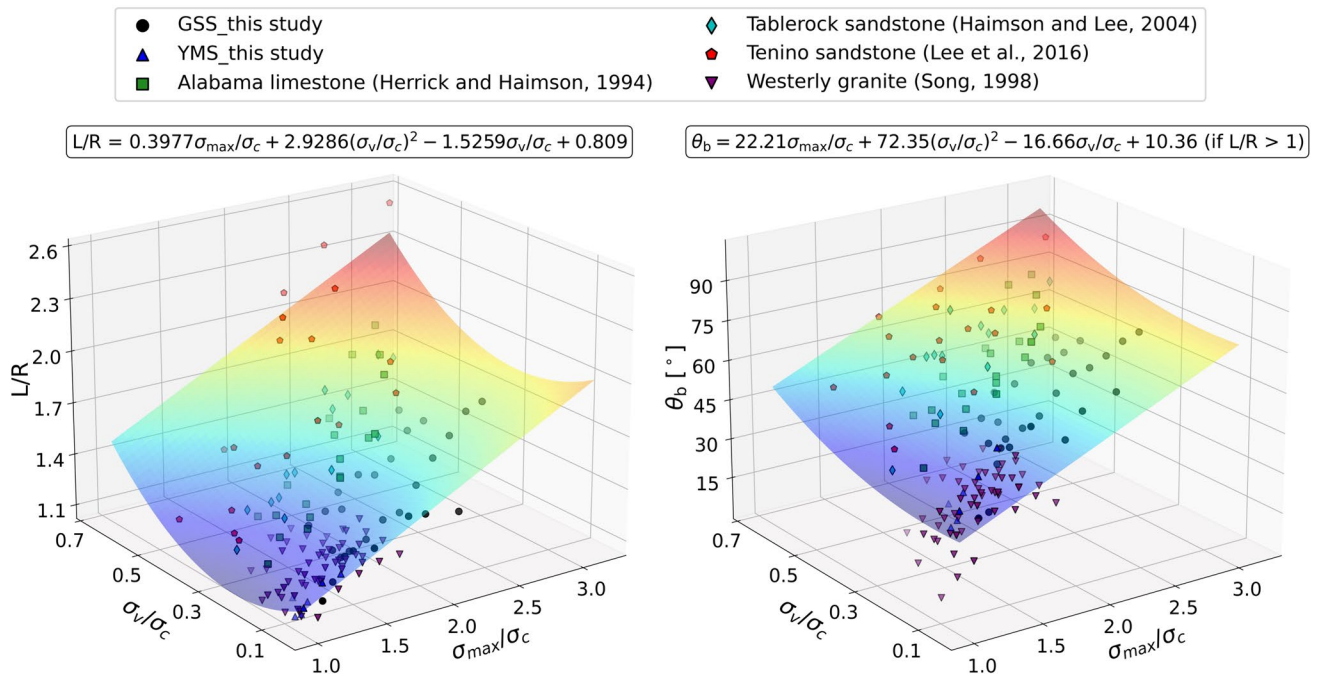 GSS_this study
YMS_this study
Alabama limestone (Herrick and Haimson, 1994)
Tablerock sandstone (Haimson and Lee, 2004)
Tenino sandstone (Lee et al., 2016)
Westerly granite (Song, 1998)
L/R = 0.3977σmax/σc + 2.9286(σv/σc)² − 1.5259σv/σc + 0.809
θb = 22.21σmax/σc + 72.35(σv/σc)² − 16.66σv/σc + 10.36 (if L/R > 1)
2.6
2.3
2.0
1.7
1.4
1.1
L/R
0.7
0.5
0.3
0.1
σv/σc
1.0
1.5
2.0
2.5
3.0
σmax/σc
90
75
60
45
30
15
θb [°]
0.7
0.5
0.3
0.1
σv/σc
1.0
1.5
2.0
2.5
3.0
σmax/σc